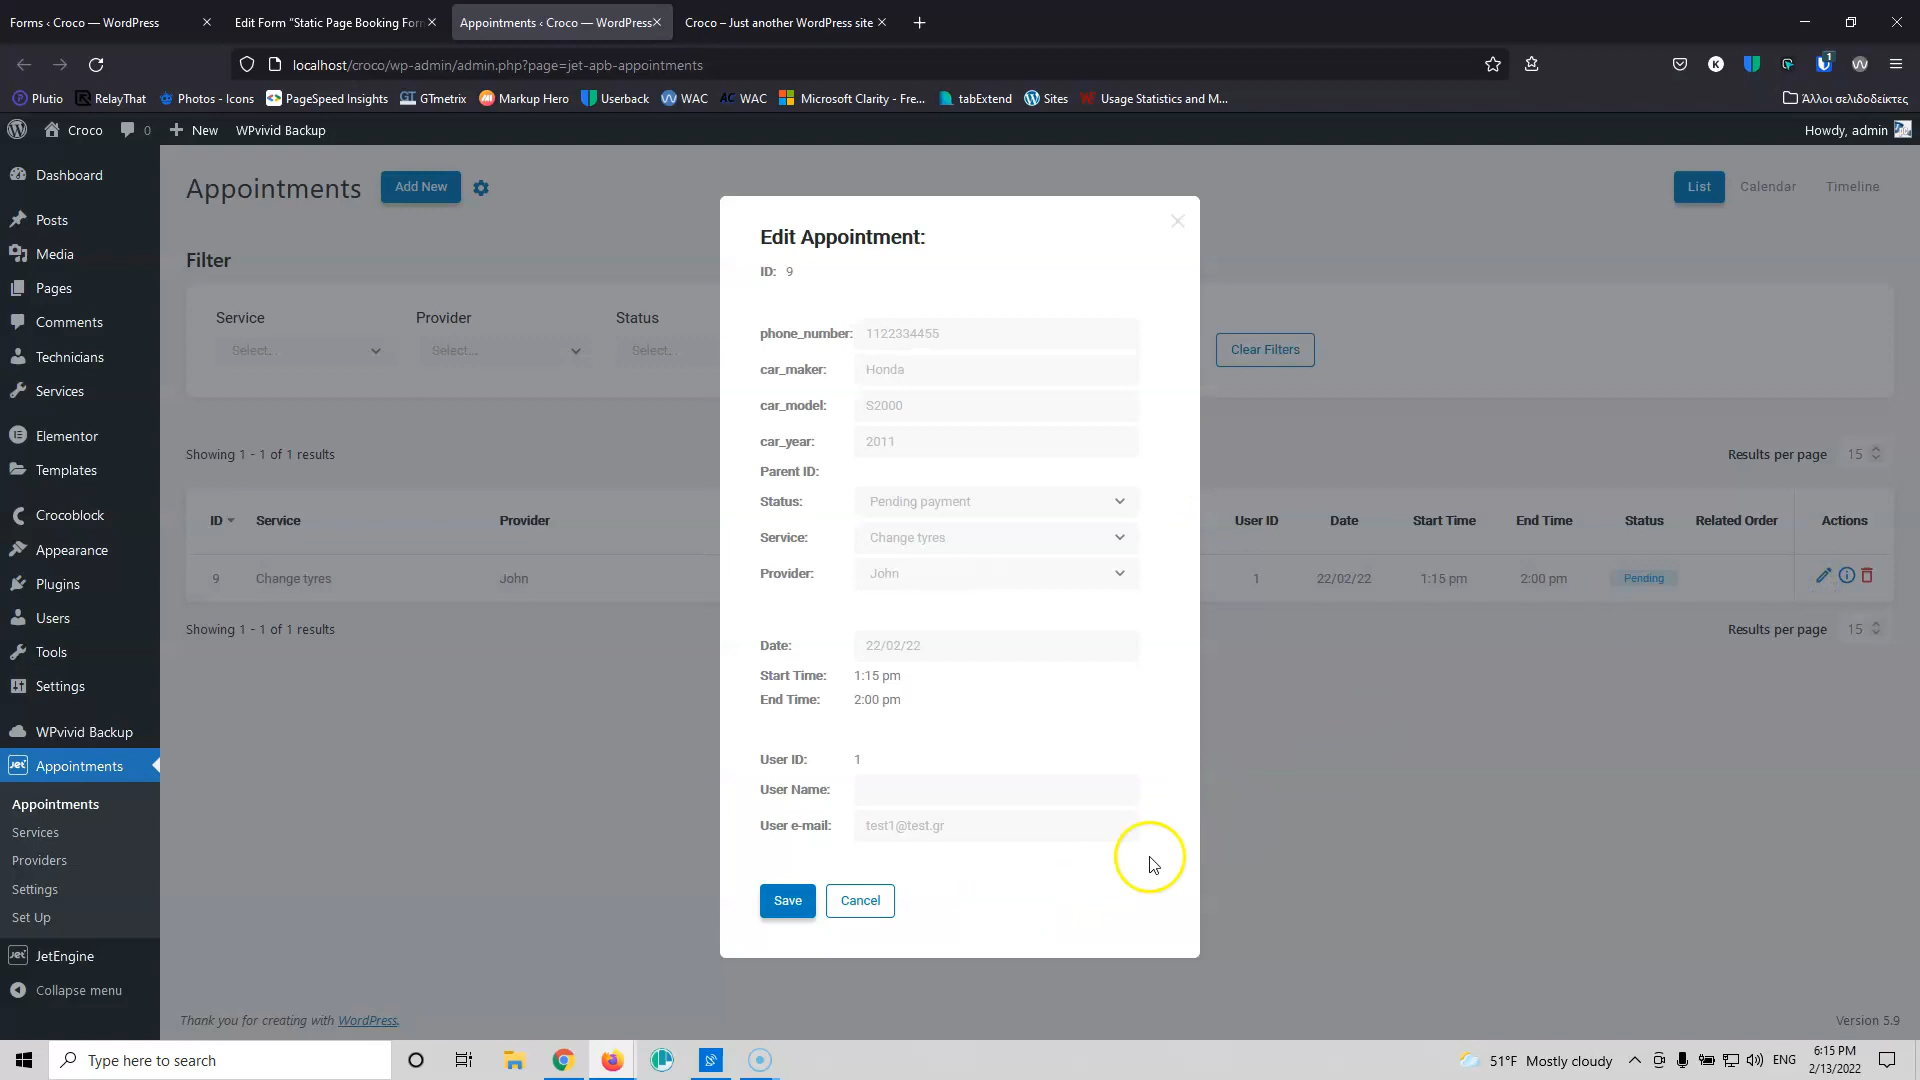 Forms ‹ Croco — WordPress
Edit Form “Static Page Booking For
Appointments ‹ Croco — WordPress
Croco – Just another WordPress site
localhost/croco/wp-admin/admin.php?page=jet-apb-appointments
Plutio
RelayThat
Photos - Icons
PageSpeed Insights
GTmetrix
Markup Hero
Userback
WAC
WAC
Microsoft Clarity - Fre...
tabExtend
Sites
Usage Statistics and M...
Άλλοι σελιδοδείκτες
Croco
0
New
WPvivid Backup
Howdy, admin
Dashboard
Posts
Media
Pages
Comments
Technicians
Services
Elementor
Templates
Crocoblock
Appearance
Plugins
Users
Tools
Settings
WPvivid Backup
Appointments
Appointments
Services
Providers
Settings
Set Up
JetEngine
Collapse menu
Appointments
Add New
List
Calendar
Timeline
Filter
Service
Provider
Status
Select...
Select...
Select...
Clear Filters
Showing 1 - 1 of 1 results
Results per page
15
ID
Service
Provider
User ID
Date
Start Time
End Time
Status
Related Order
Actions
9
Change tyres
John
1
22/02/22
1:15 pm
2:00 pm
Pending
Showing 1 - 1 of 1 results
Results per page
15
Edit Appointment:
ID: 9
phone_number: 1122334455
car_maker: Honda
car_model: S2000
car_year: 2011
Parent ID:
Status: Pending payment
Service: Change tyres
Provider: John
Date: 22/02/22
Start Time: 1:15 pm
End Time: 2:00 pm
User ID: 1
User Name:
User e-mail: test1@test.gr
Save
Cancel
Thank you for creating with WordPress.
Version 5.9
Type here to search
51°F Mostly cloudy
ENG
6:15 PM
2/13/2022